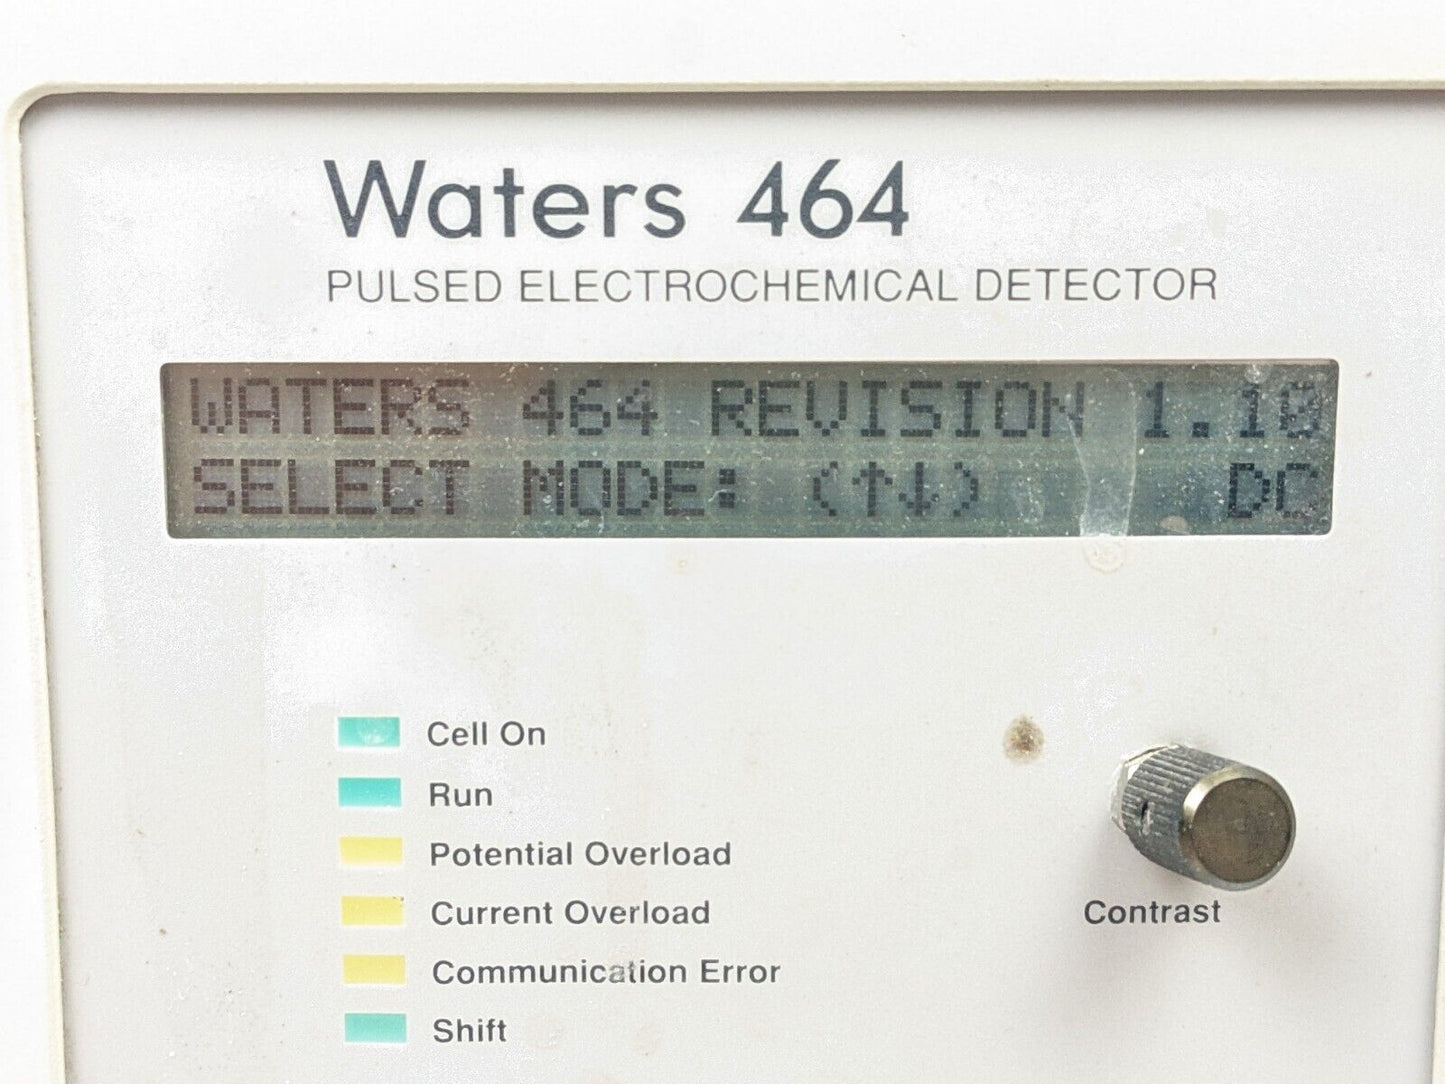 Waters 464
PULSED ELECTROCHEMICAL DETECTOR
WATERS 464 REVISION 1.10
SELECT MODE: (↑↓) DC
Cell On
Run
Potential Overload
Current Overload
Communication Error
Shift
Contrast